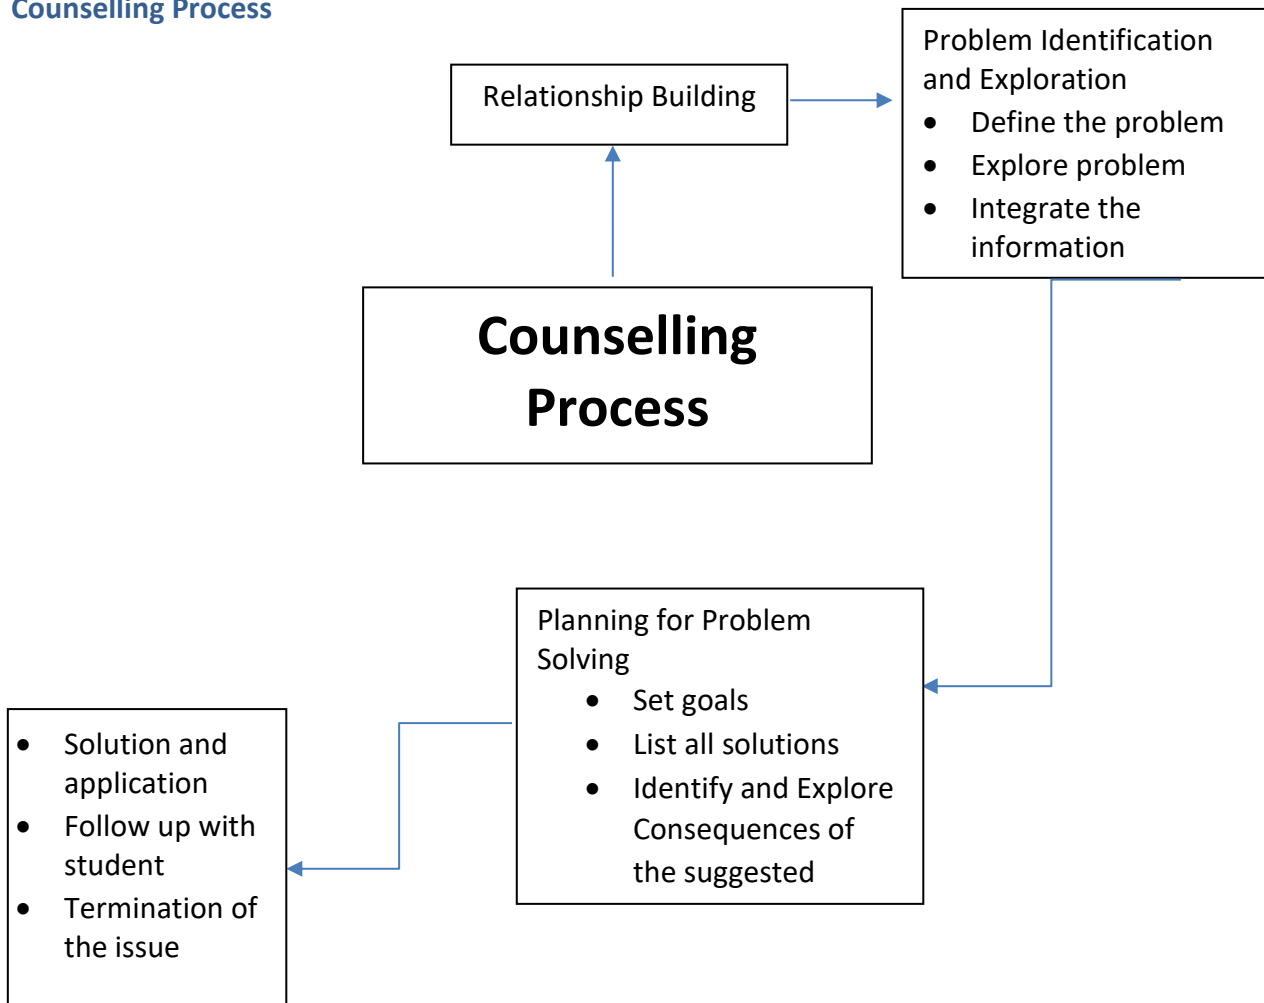 Counselling Process
Relationship Building
Problem Identification
and Exploration
• Define the problem
• Explore problem
• Integrate the
information
Counselling
Process
Planning for Problem
Solving
• Set goals
• List all solutions
• Identify and Explore
Consequences of
the suggested
• Solution and
application
• Follow up with
student
• Termination of
the issue